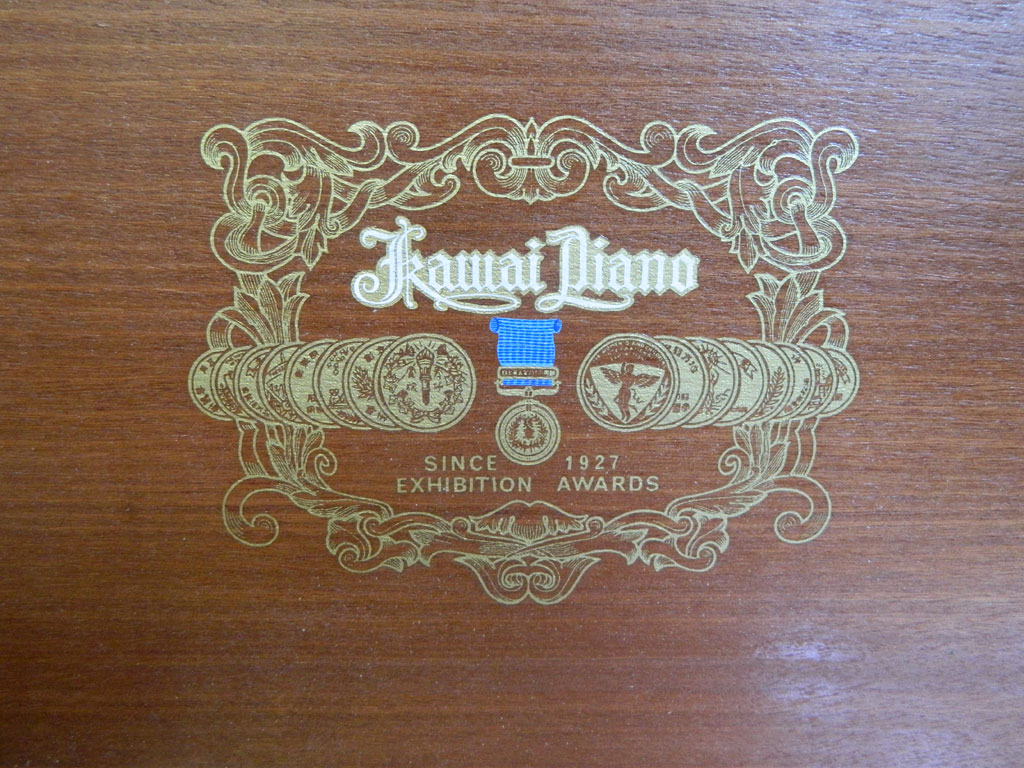 Kawai Piano
SINCE 1927
EXHIBITION AWARDS